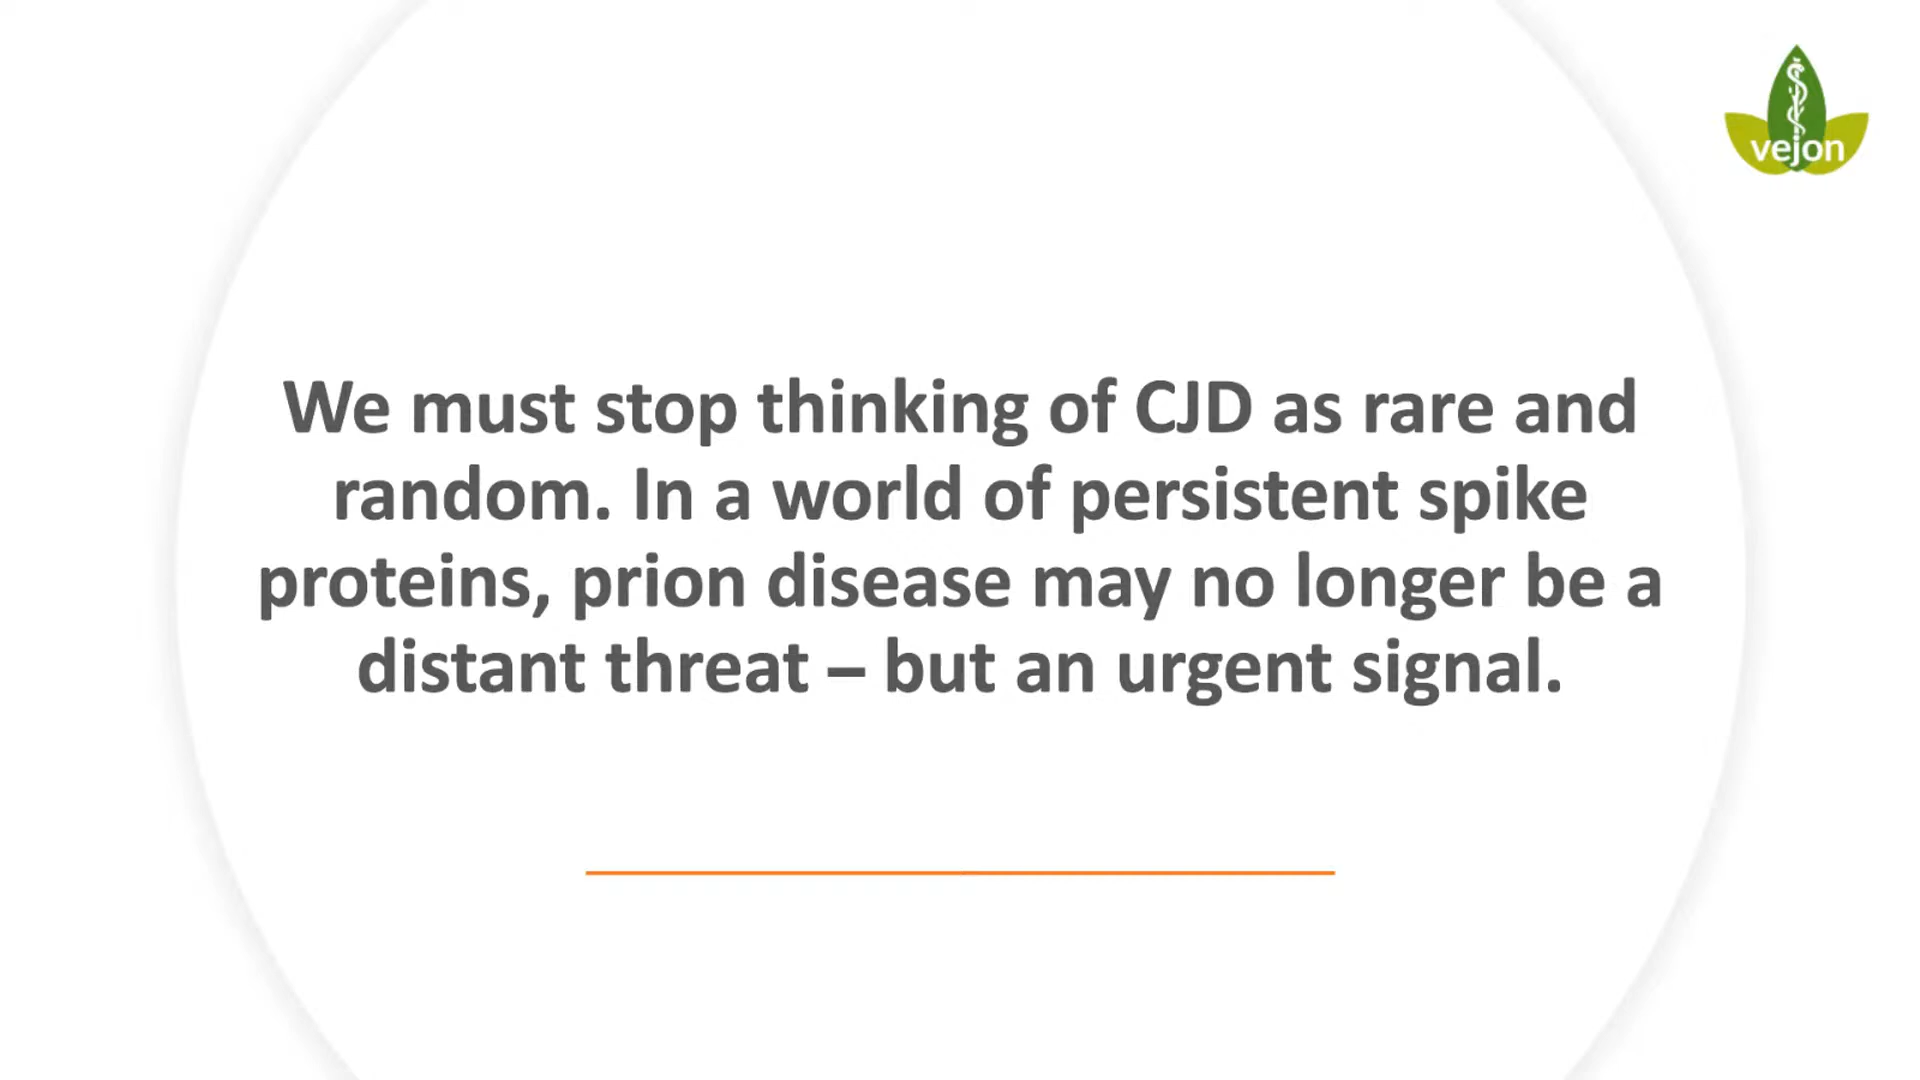 vejon
We must stop thinking of CJD as rare and
random. In a world of persistent spike
proteins, prion disease may no longer be a
distant threat – but an urgent signal.